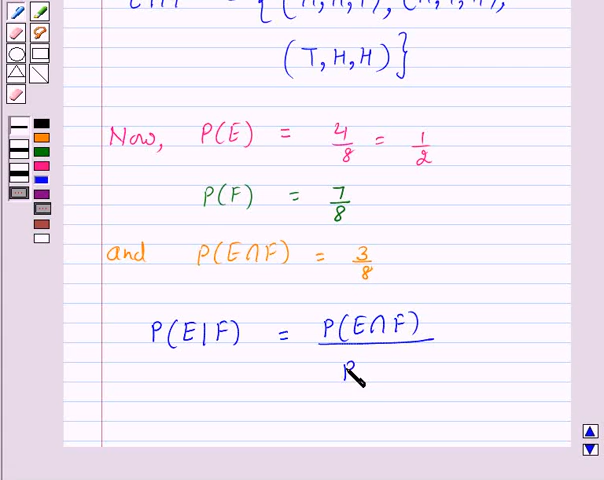 E∩F = {(H,H,T), (H,T,H),
(T,H,H)}
Now, P(E) = 4/8 = 1/2
P(F) = 7/8
and P(E∩F) = 3/8
P(E|F) = P(E∩F)/P